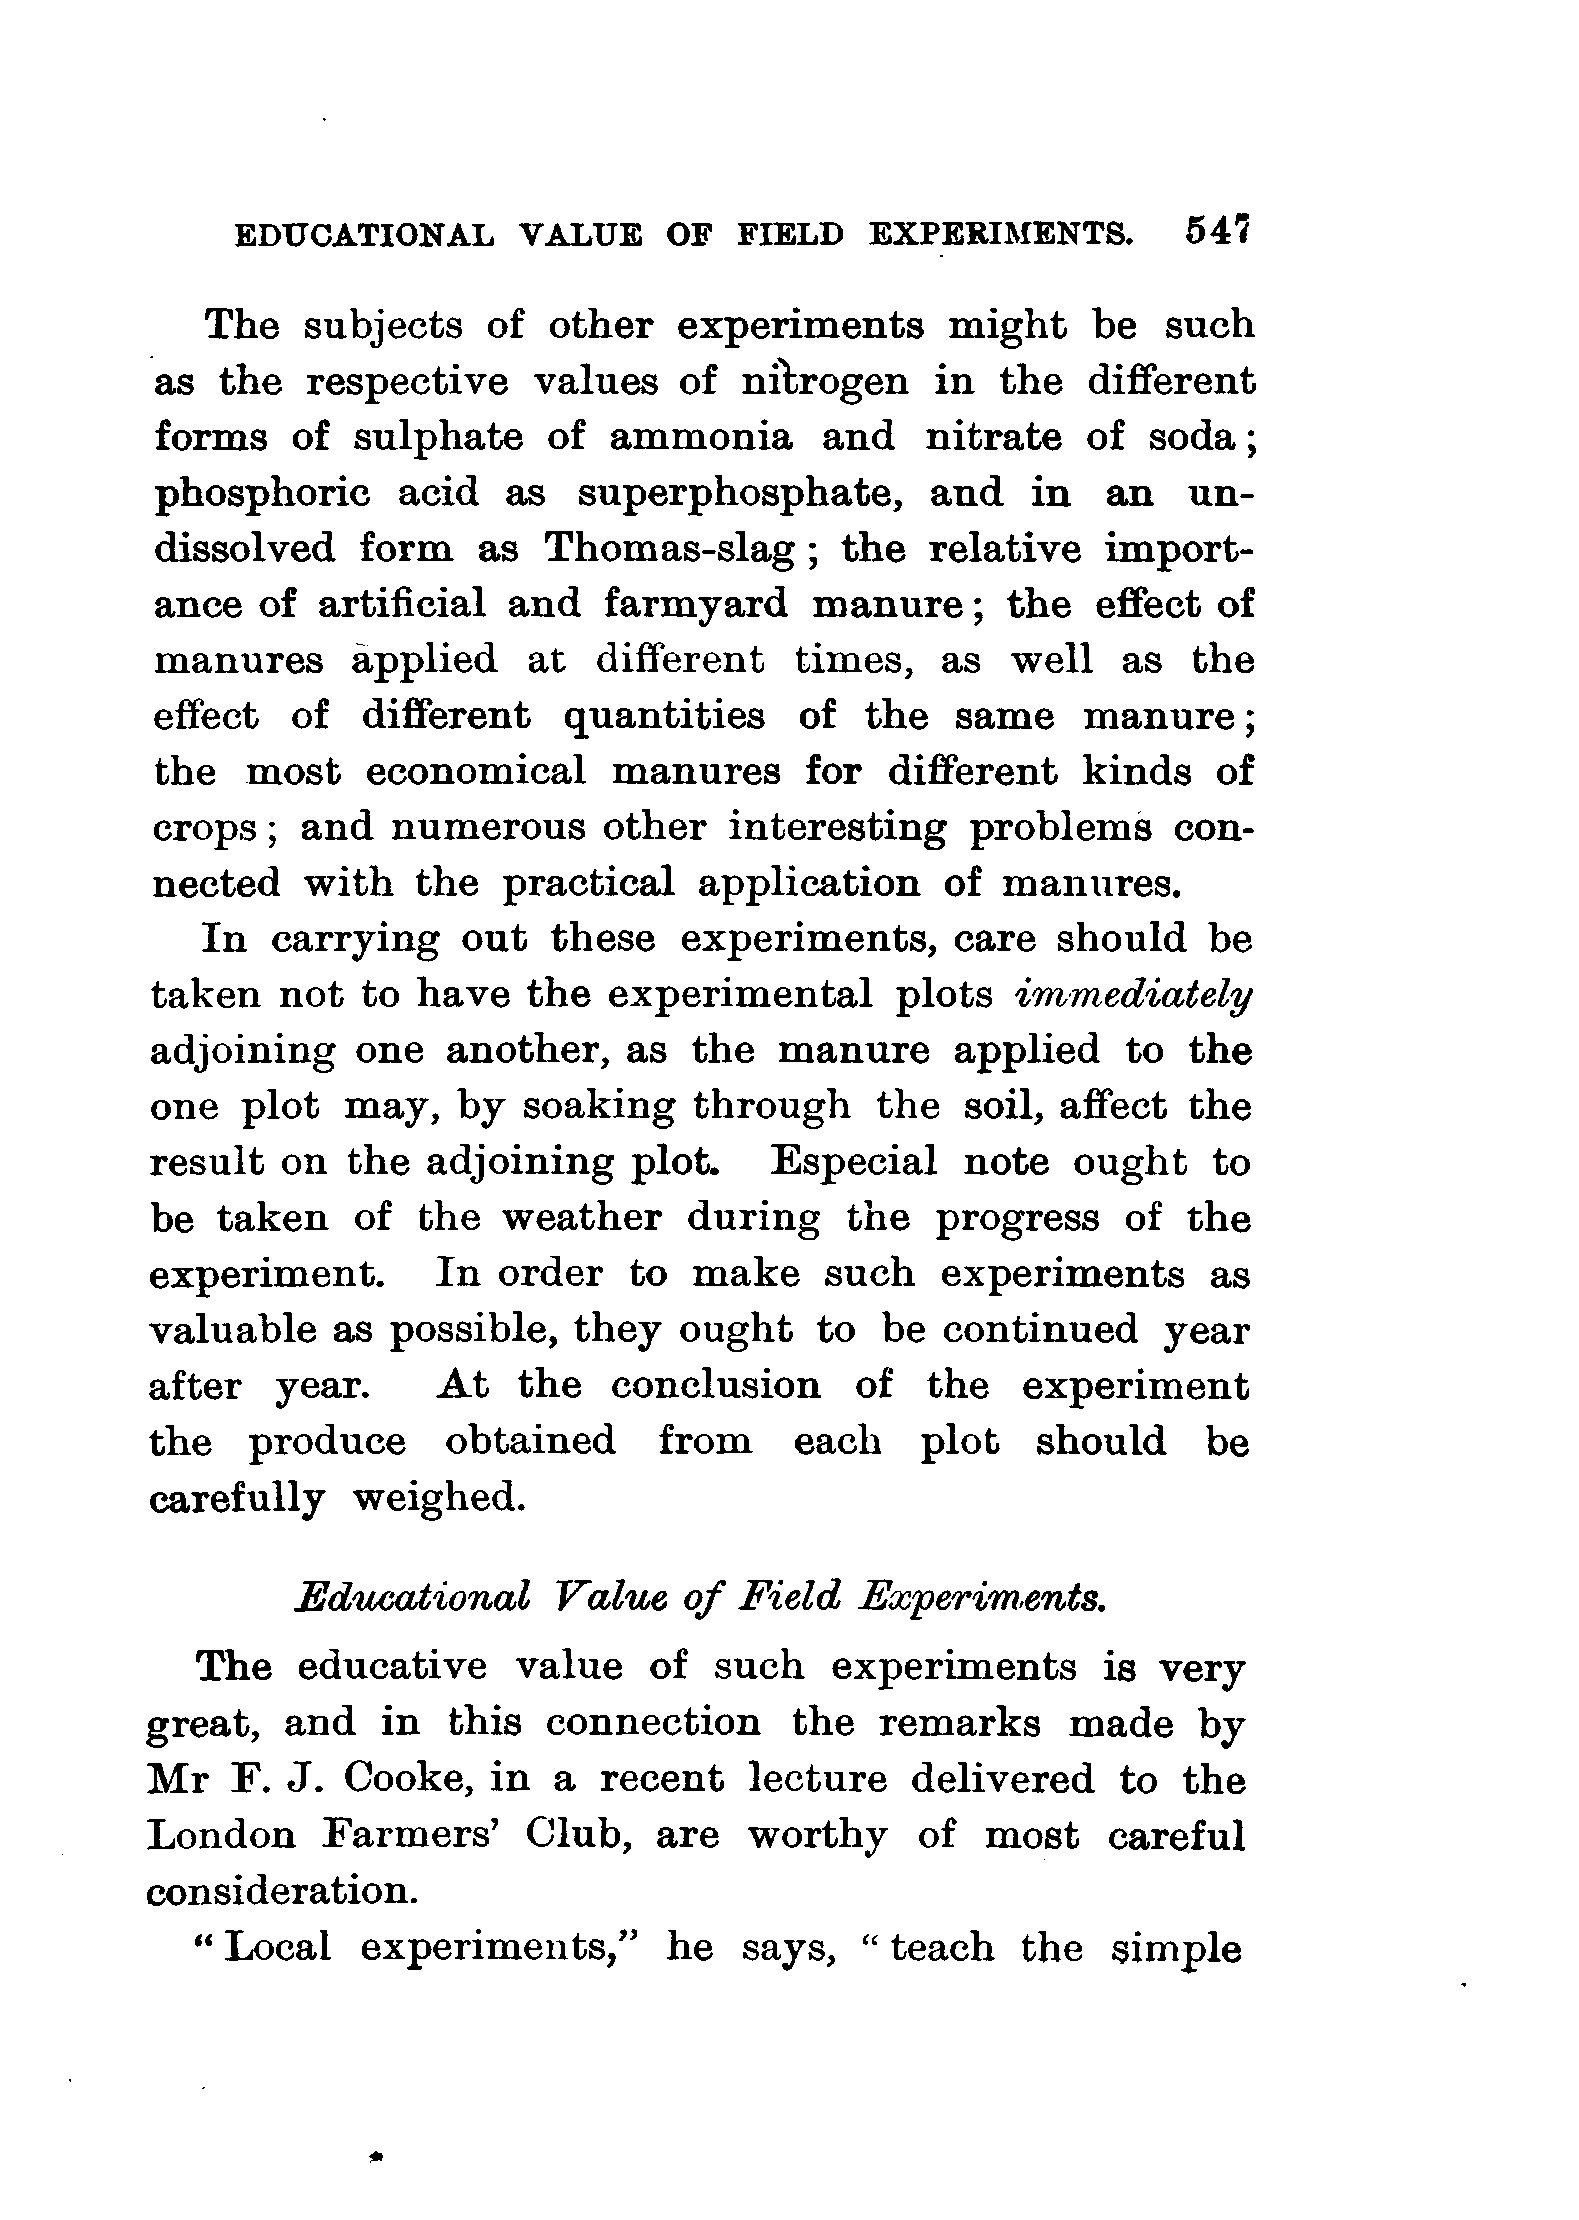 EDUCATIONAL VALUE OF FIELD EXPERIMENTS. 547
The subjects of other experiments might be such
as the respective values of nitrogen in the different
forms of sulphate of ammonia and nitrate of soda;
phosphoric acid as superphosphate, and in an un-
dissolved form as Thomas-slag; the relative import-
ance of artificial and farmyard manure; the effect of
manures applied at different times, as well as the
effect of different quantities of the same manure;
the most economical manures for different kinds of
crops; and numerous other interesting problems con-
nected with the practical application of manures.
In carrying out these experiments, care should be
taken not to have the experimental plots immediately
adjoining one another, as the manure applied to the
one plot may, by soaking through the soil, affect the
result on the adjoining plot. Especial note ought to
be taken of the weather during the progress of the
experiment. In order to make such experiments as
valuable as possible, they ought to be continued year
after year. At the conclusion of the experiment
the produce obtained from each plot should be
carefully weighed.
Educational Value of Field Experiments.
The educative value of such experiments is very
great, and in this connection the remarks made by
Mr F. J. Cooke, in a recent lecture delivered to the
London Farmers' Club, are worthy of most careful
consideration.
"Local experiments," he says, "teach the simple